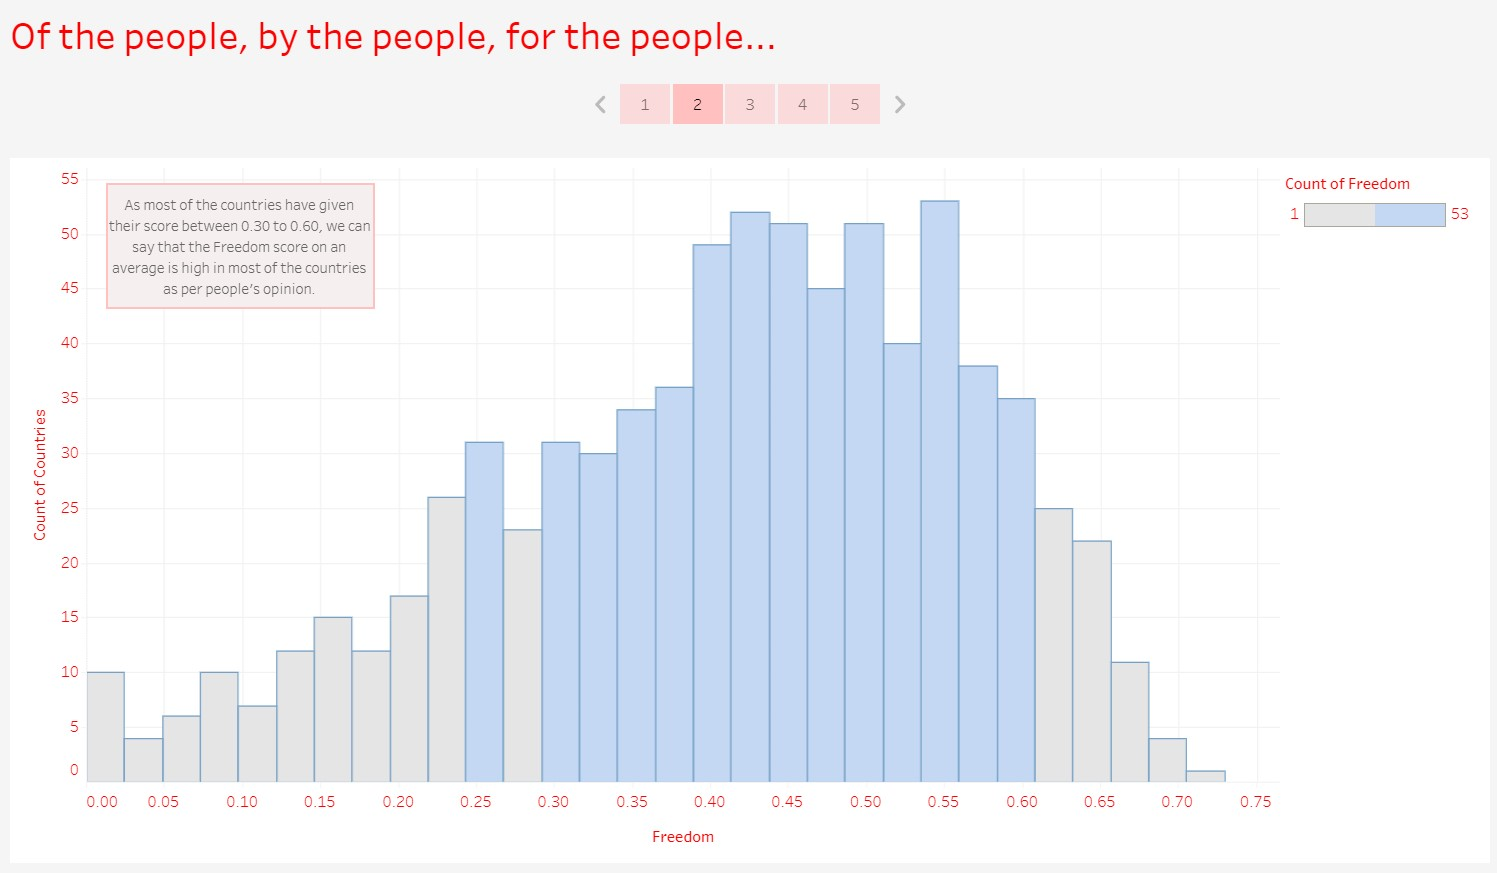 Of the people, by the people, for the people...
1 2 3 4 5
As most of the countries have given
their score between 0.30 to 0.60, we can
say that the Freedom score on an
average is high in most of the countries
as per people's opinion.
Count of Freedom
1 53
Count of Countries
55
50
45
40
35
30
25
20
15
10
5
0
0.00 0.05 0.10 0.15 0.20 0.25 0.30 0.35 0.40 0.45 0.50 0.55 0.60 0.65 0.70 0.75
Freedom